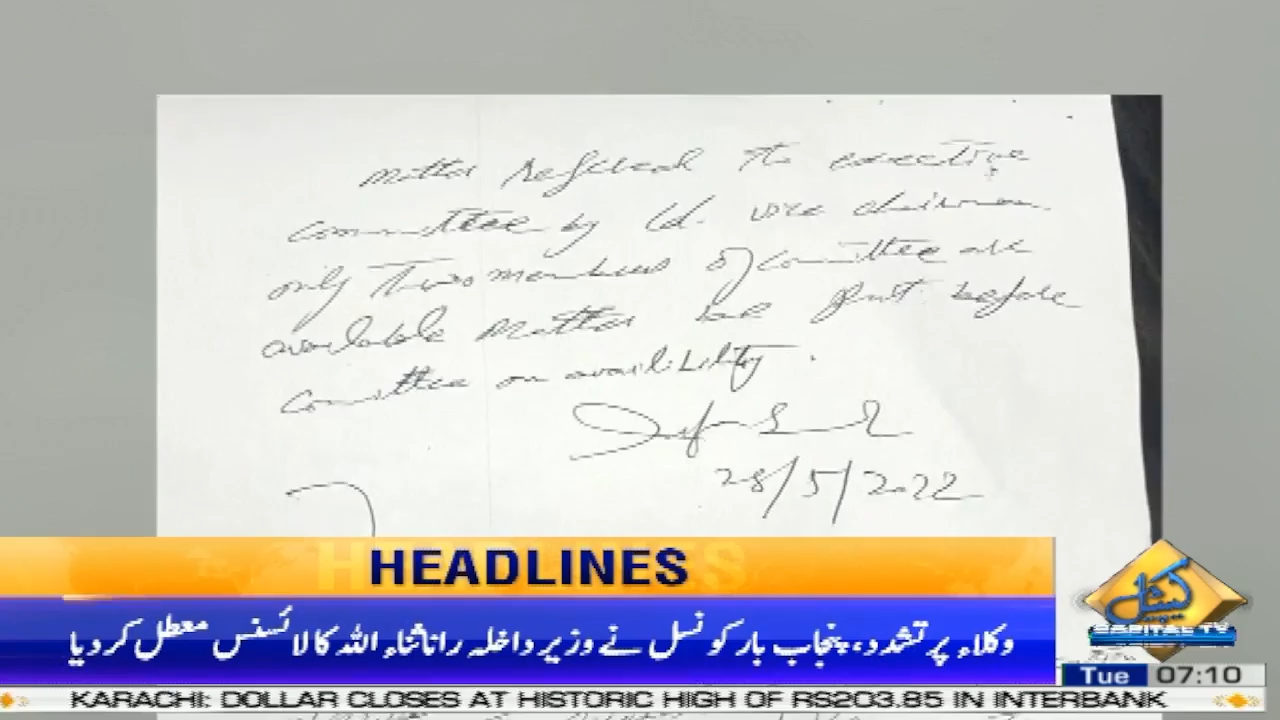 Matter Refered to executive
committee by Ld. vice chairman.
only Two members of committee are
available Matter be put before
committee on availibility.
28/5/2022
HEADLINES
وکلاء پر تشدد، پنجاب بار کونسل نے وزیر داخلہ رانا ثناء اللہ کا لائسنس معطل کر دیا
کیپیٹل
CAPITAL TV
Tue 07:10
KARACHI: DOLLAR CLOSES AT HISTORIC HIGH OF RS203.85 IN INTERBANK